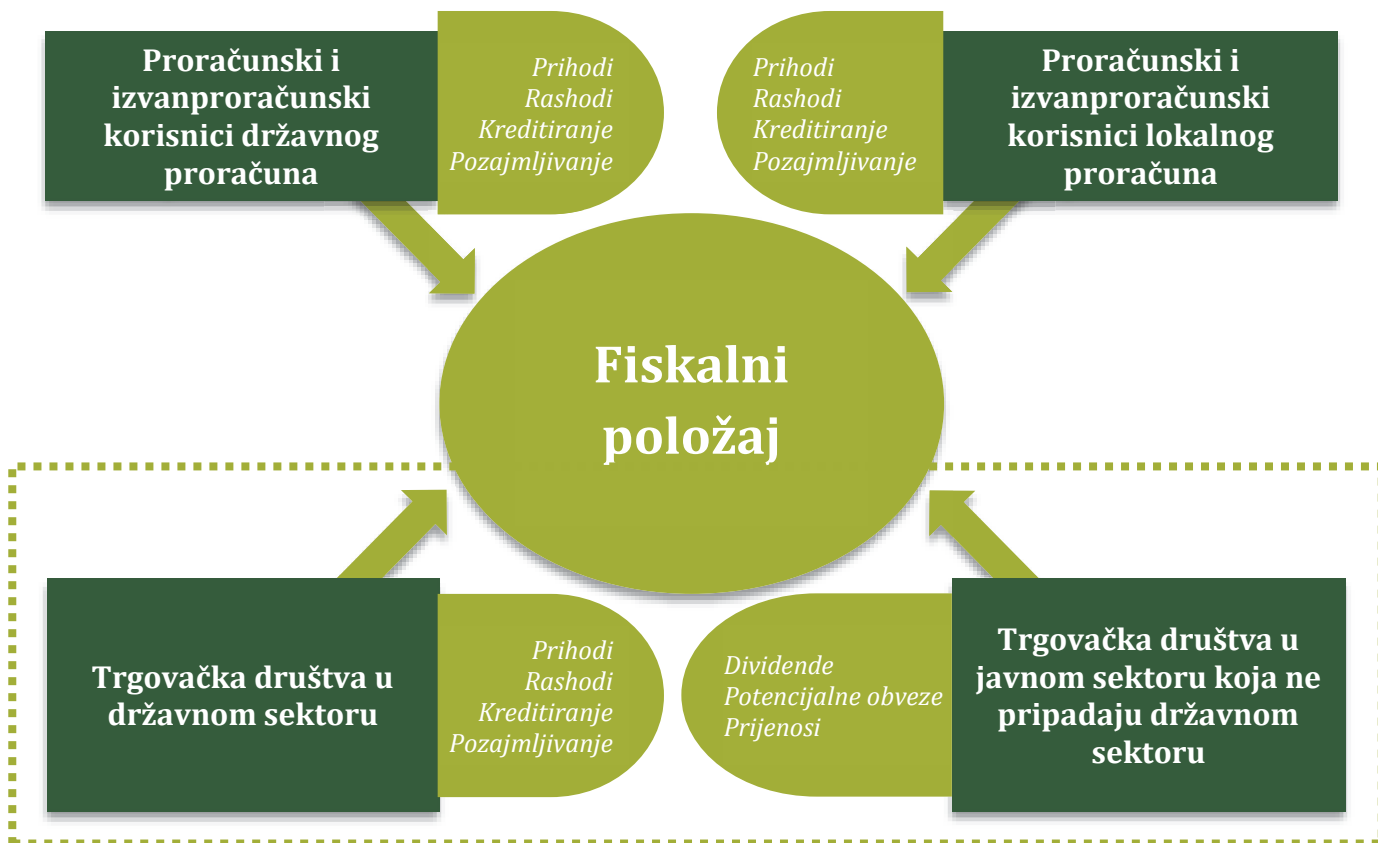 Proračunski i
izvanproračunski
korisnici državnog
proračuna
Prihodi
Rashodi
Kreditiranje
Pozajmljivanje
Prihodi
Rashodi
Kreditiranje
Pozajmljivanje
Proračunski i
izvanproračunski
korisnici lokalnog
proračuna
Fiskalni
položaj
Trgovačka društva u
državnom sektoru
Prihodi
Rashodi
Kreditiranje
Pozajmljivanje
Dividende
Potencijalne obveze
Prijenosi
Trgovačka društva u
javnom sektoru koja ne
pripadaju državnom
sektoru